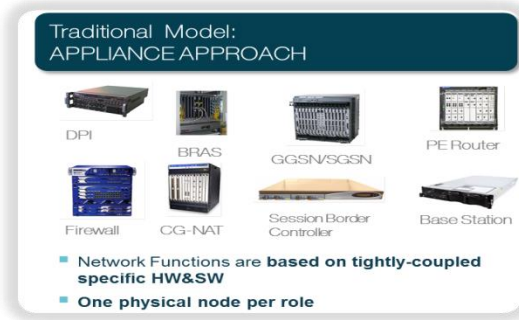 Traditional Model:
APPLIANCE APPROACH
DPI
BRAS
GGSN/SGSN
PE Router
Firewall
CG-NAT
Session Border
Controller
Base Station
Network Functions are based on tightly-coupled
specific HW&SW
One physical node per role